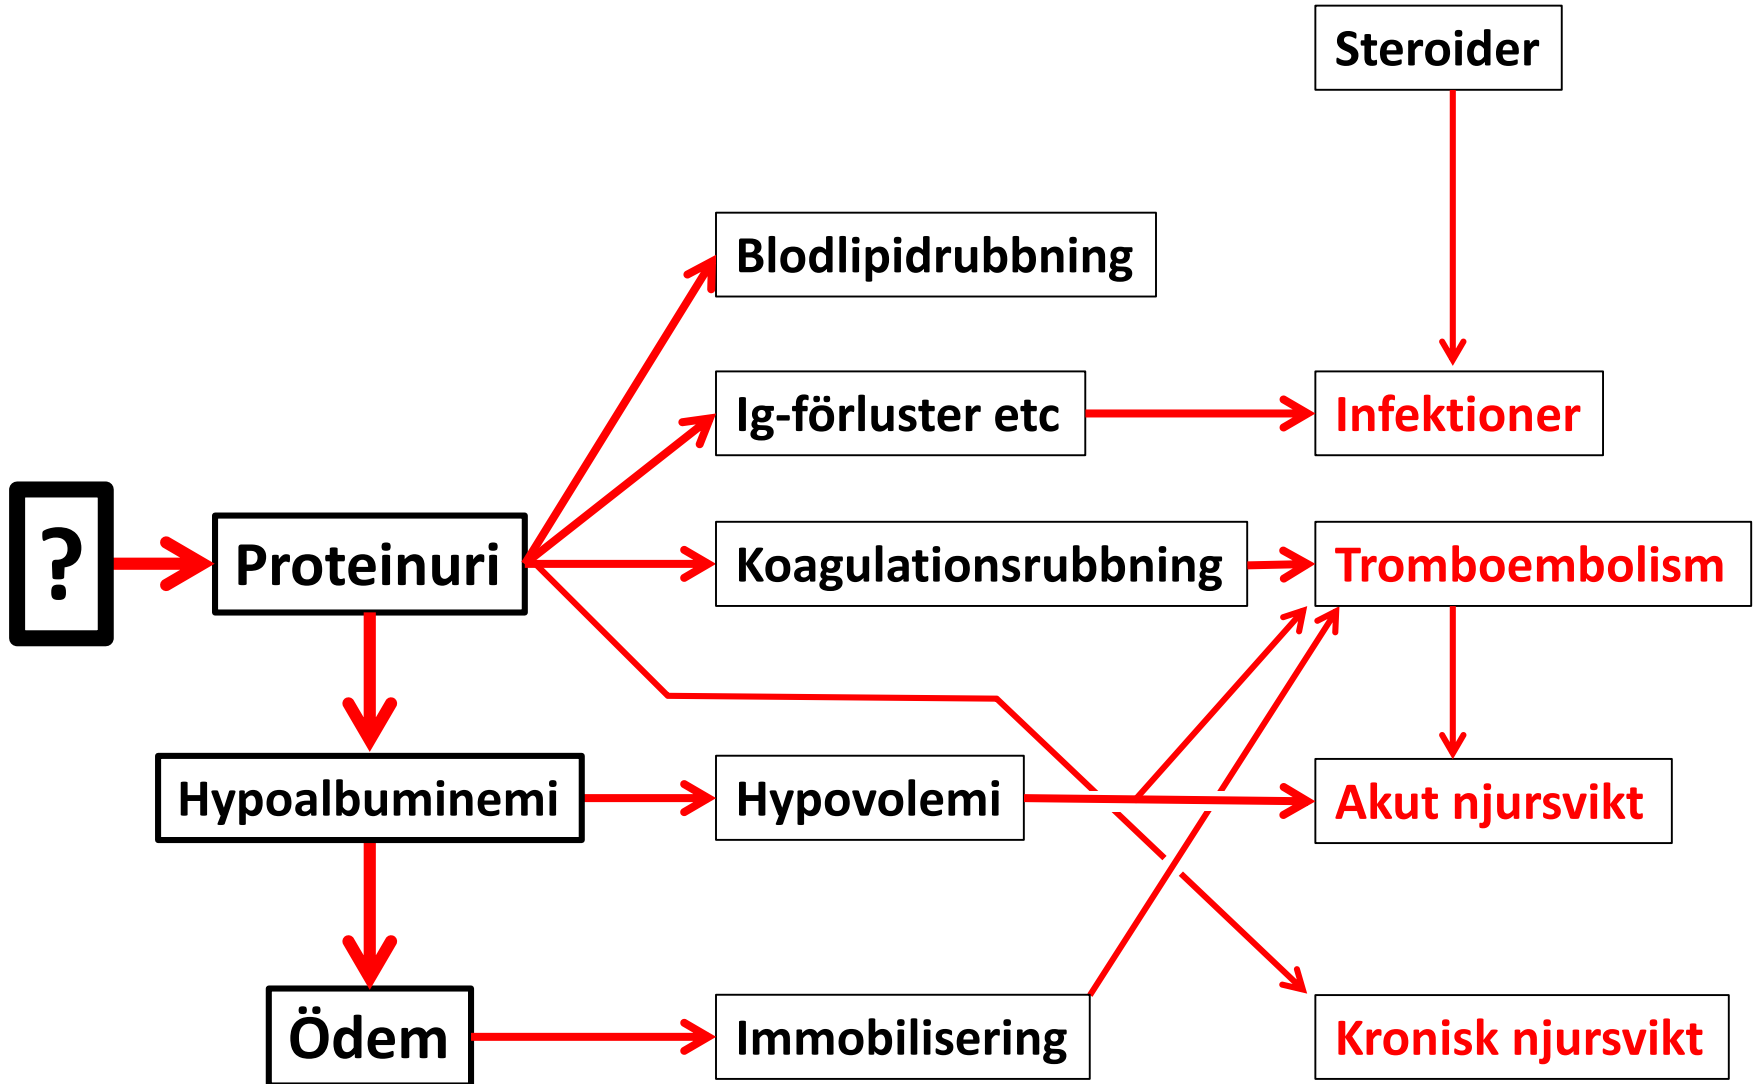 Steroider
Blodlipidrubbning
Ig-förluster etc
Infektioner
?
Proteinuri
Koagulationsrubbning
Tromboembolism
Hypoalbuminemi
Hypovolemi
Akut njursvikt
Ödem
Immobilisering
Kronisk njursvikt